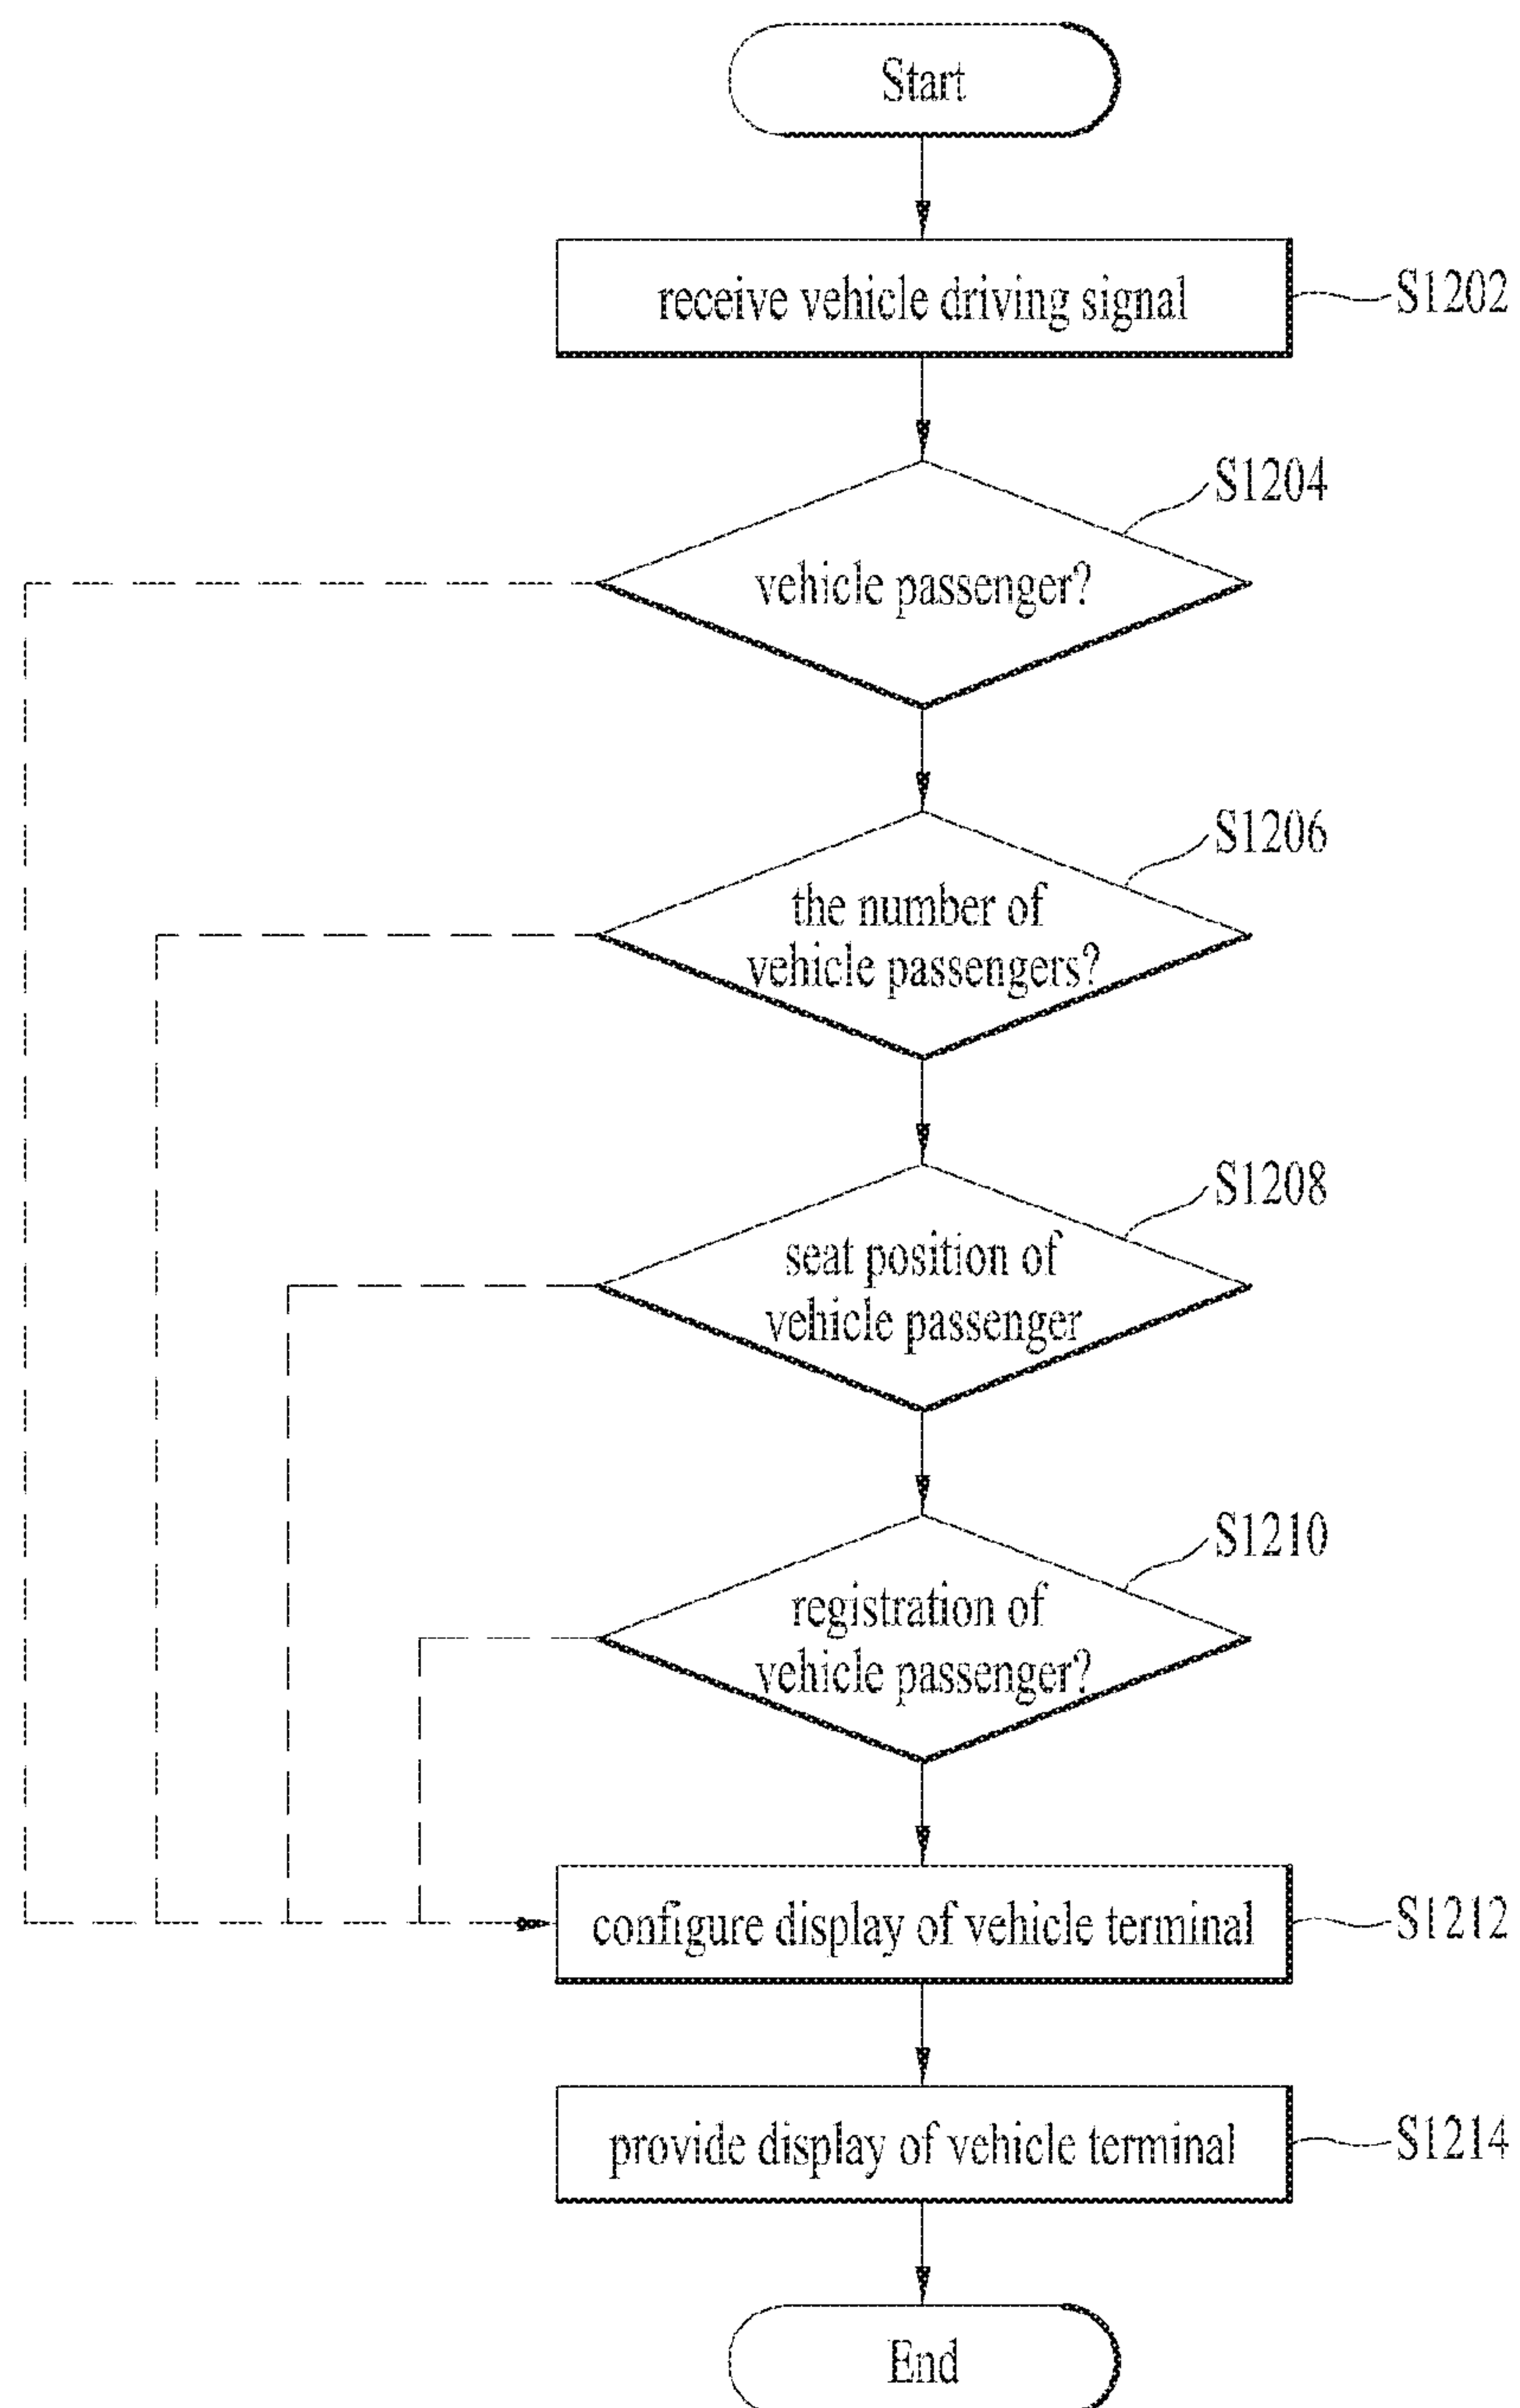 Start
receive vehicle driving signal
S1202
S1204
vehicle passenger?
S1206
the number of
vehicle passengers?
S1208
seat position of
vehicle passenger
S1210
registration of
vehicle passenger?
configure display of vehicle terminal
S1212
provide display of vehicle terminal
S1214
End